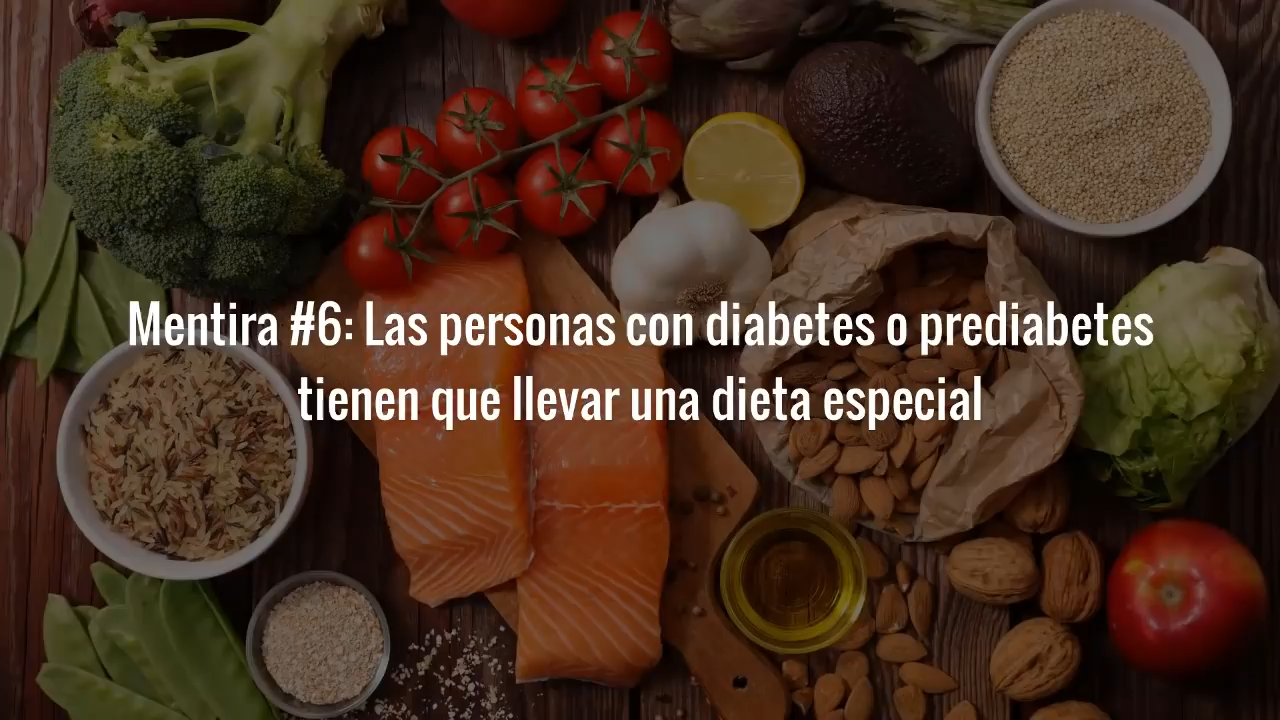 Mentira #6: Las personas con diabetes o prediabetes
tienen que llevar una dieta especial